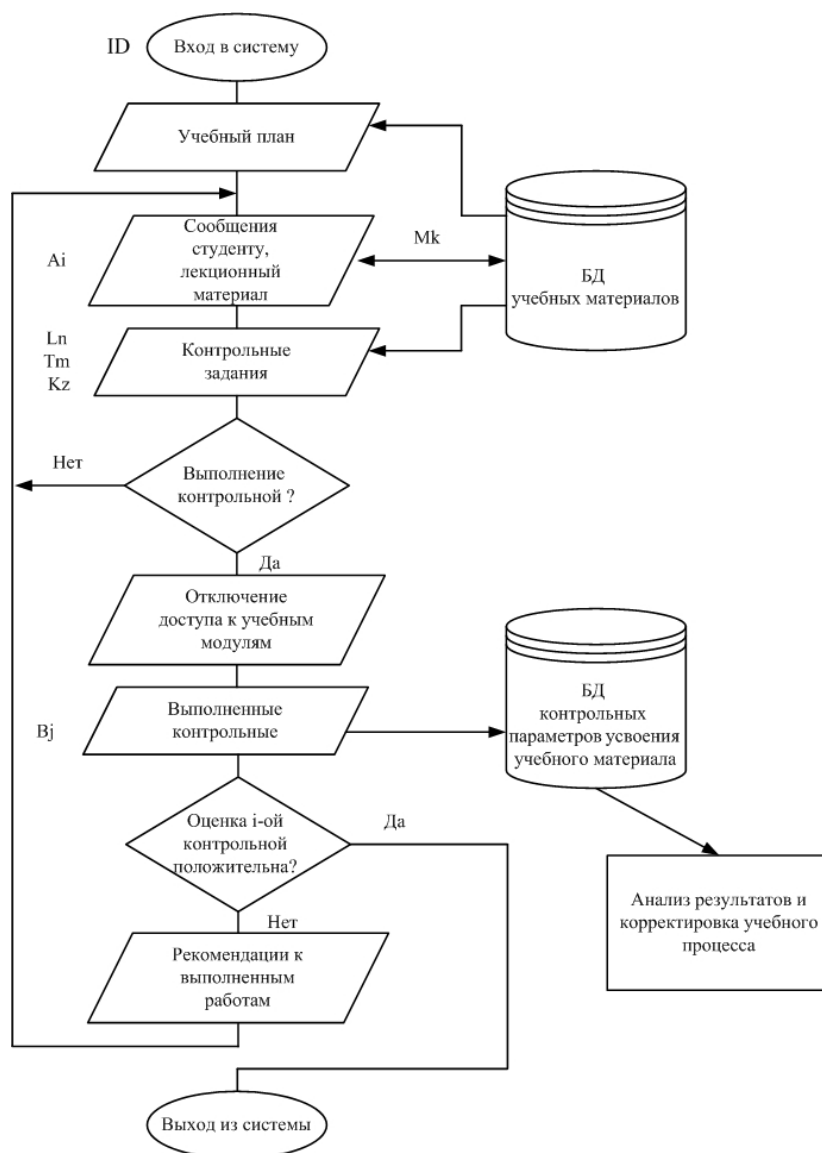 ID
Вход в систему
Учебный план
Сообщения
студенту,
лекционный
материал
Ai
Mk
БД
учебных материалов
Ln
Tm
Kz
Контрольные
задания
Нет
Выполнение
контрольной ?
Да
Отключение
доступа к учебным
модулям
Bj
Выполненные
контрольные
БД
контрольных
параметров усвоения
учебного материала
Оценка i-ой
контрольной
положительна?
Да
Нет
Анализ результатов и
корректировка учебного
процесса
Рекомендации к
выполненным
работам
Выход из системы